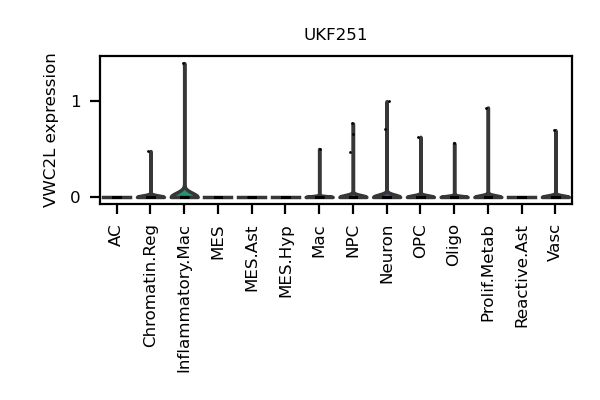 UKF251
VWC2L expression
1
0
AC
Chromatin.Reg
Inflammatory.Mac
MES
MES.Ast
MES.Hyp
Mac
NPC
Neuron
OPC
Oligo
Prolif.Metab
Reactive.Ast
Vasc